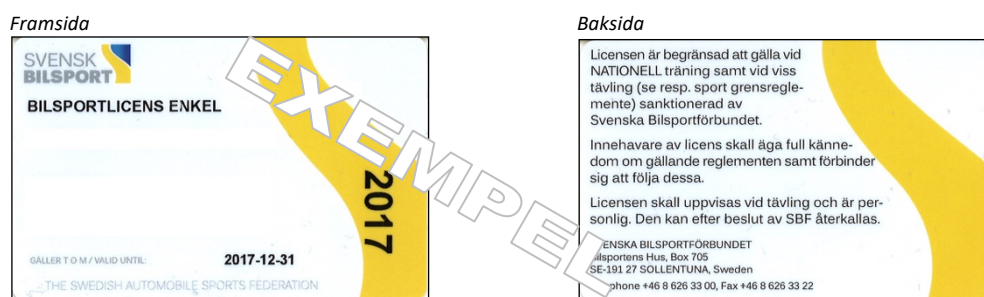 Framsida
SVENSK
BILSPORT
BILSPORTLICENS ENKEL
2017
GÄLLER T O M / VALID UNTIL:
2017-12-31
THE SWEDISH AUTOMOBILE SPORTS FEDERATION
EXEMPEL
Baksida
Licensen är begränsad att gälla vid
NATIONELL träning samt vid viss
tävling (se resp. sport grensregle-
mente) sanktionerad av
Svenska Bilsportförbundet.
Innehavare av licens skall äga full känne-
dom om gällande reglementen samt förbinder
sig att följa dessa.
Licensen skall uppvisas vid tävling och är per-
sonlig. Den kan efter beslut av SBF återkallas.
ENSKA BILSPORTFÖRBUNDET
ilsportens Hus, Box 705
SE-191 27 SOLLENTUNA, Sweden
phone +46 8 626 33 00, Fax +46 8 626 33 22